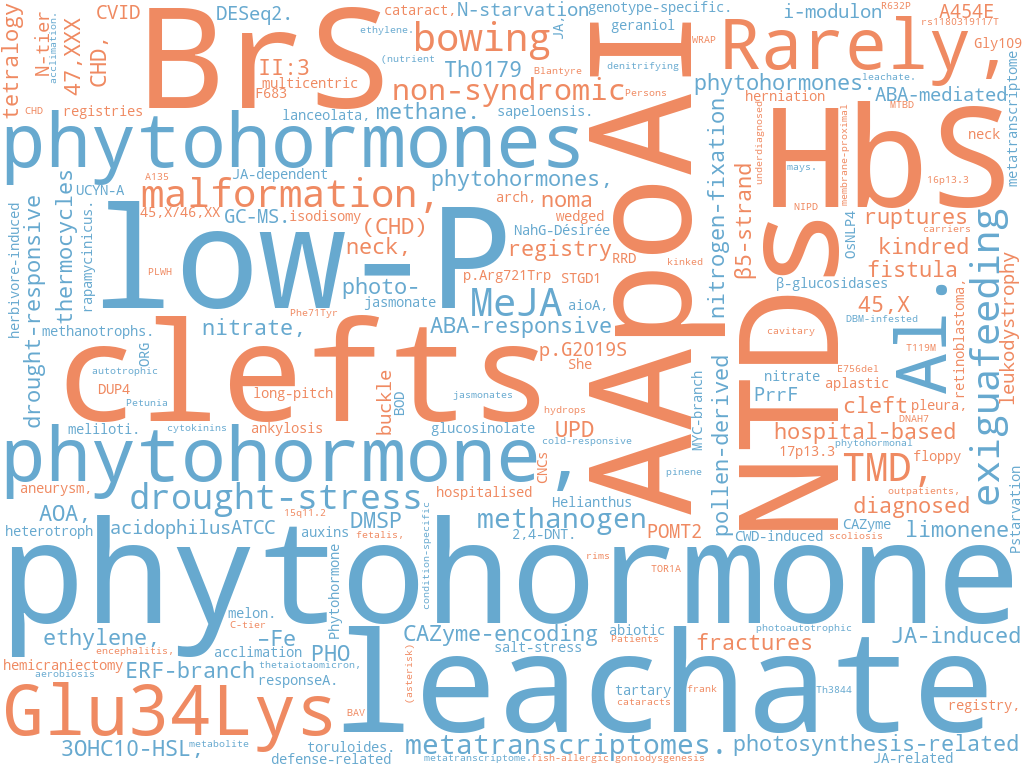 tetralogy
N-tier
acclimation.
47,XXX
CHD,
CVID
BrS
DESeq2.
cataract,
N-starvation
genotype-specific.
i-modulon
R632P
A454E
rs1180319117T
ethylene.
bowing
JA,
geraniol
WRAP
Rarely,
Gly109
II:3
(nutrient
Th0179
Blantyre
denitrifying
multicentric
F683
non-syndromic
Persons
phytohormones.
leachate.
metatranscriptome
CHD
registries
lanceolata,
methane.
sapeloensis.
AApoAI
herniation
ABA-mediated
MTBD
phytohormones
nitrogen-fixation
underdiagnosed
HbS
membrane-proximal
neck
mays.
UCYN-A
A135
JA-dependent
phytohormones,
β5-strand
16p13.3
malformation,
arch,
noma
NIPD
carriers
drought-responsive
thermocycles
45,X/46,XX
GC-MS.
isodisomy
(CHD)
wedged
NahG-Désirée
OsNLP4
ruptures
herbivore-induced
rapamycinicus.
low-P
neck,
registry
RRD
kinked
NTDs
kindred
PLWH
photo-
p.Arg721Trp
STGD1
fistula
exiguafeeding
leukodystrophy
jasmonate
MeJA
aioA,
β-glucosidases
45,X
Al.
retinoblastoma,
methanotrophs.
nitrate,
Phe71Tyr
ABA-responsive
DBM-infested
cavitary
clefts
ORG
p.G2019S
T119M
autotrophic
She
pollen-derived
E756del
DUP4
long-pitch
buckle
BOD
MYC-branch
nitrate
aplastic
Petunia
jasmonates
PrrF
cleft
pleura,
hydrops
DNAH7
meliloti.
cytokinins
ankylosis
glucosinolate
UPD
hospital-based
phytohormone,
cold-responsive
phytohormonal
CNCs
17p13.3
floppy
pinene
TMD,
Pstarvation
aneurysm,
drought-stress
hospitalised
Helianthus
outpatients,
diagnosed
AOA,
15q11.2
DMSP
methanogen
CAZyme
limonene
heterotroph
acidophilusATCC
auxins
fetalis,
condition-specific
2,4-DNT.
POMT2
CWD-induced
scoliosis
phytohormone
Phytohormone
rims
TOR1A
melon.
C-tier
ethylene,
-Fe
CAZyme-encoding
abiotic
Patients
photoautotrophic
JA-induced
encephalitis,
acclimation
PHO
salt-stress
fractures
hemicraniectomy
ERF-branch
thetaiotaomicron,
leachate
aerobiosis
responseA.
(asterisk)
tartary
frank
Th3844
cataracts
Glu34Lys
BAV
registry,
3OHC10-HSL,
metabolite
toruloides.
metatranscriptomes.
photosynthesis-related
defense-related
metatranscriptome.
fish-allergic
goniodysgenesis
JA-related